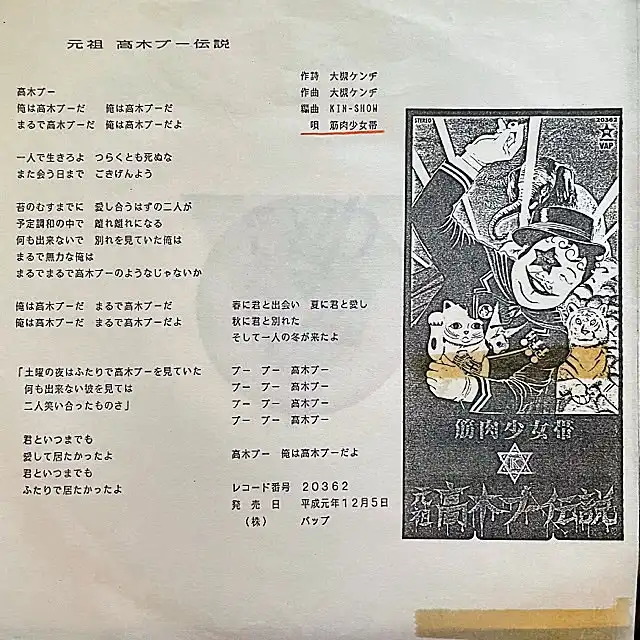 元祖 高木ブー伝説
作詩 大槻ケンヂ
作曲 大槻ケンヂ
編曲 KIN-SHOW
唄 筋肉少女帯
高木ブー
俺は高木ブーだ 俺は高木ブーだ
まるで高木ブーだ 俺は高木ブーだよ
一人で生きろよ つらくとも死ぬな
また会う日まで ごきげんよう
苔のむすまでに 愛し合うはずの二人が
予定調和の中で 離れ離れになる
何も出来ないで 別れを見ていた俺は
まるで無力な俺は
まるでまるで高木ブーのようなじゃないか
俺は高木ブーだ まるで高木ブーだ
俺は高木ブーだ まるで高木ブーだよ
「土曜の夜はふたりで高木ブーを見ていた
何も出来ない彼を見ては
二人笑い合ったものさ」
君といつまでも
愛して居たかったよ
君といつまでも
ふたりで居たかったよ
春に君と出会い 夏に君と愛し
秋に君と別れた
そして一人の冬が来たよ
ブー ブー 高木ブー
ブー ブー 高木ブー
ブー ブー 高木ブー
ブー ブー 高木ブー
高木ブー 俺は高木ブーだよ
レコード番号 20362
発売日 平成元年12月5日
(株) バップ
STEREO
20362
VAP
筋肉少女帯
元祖高木ブー伝説